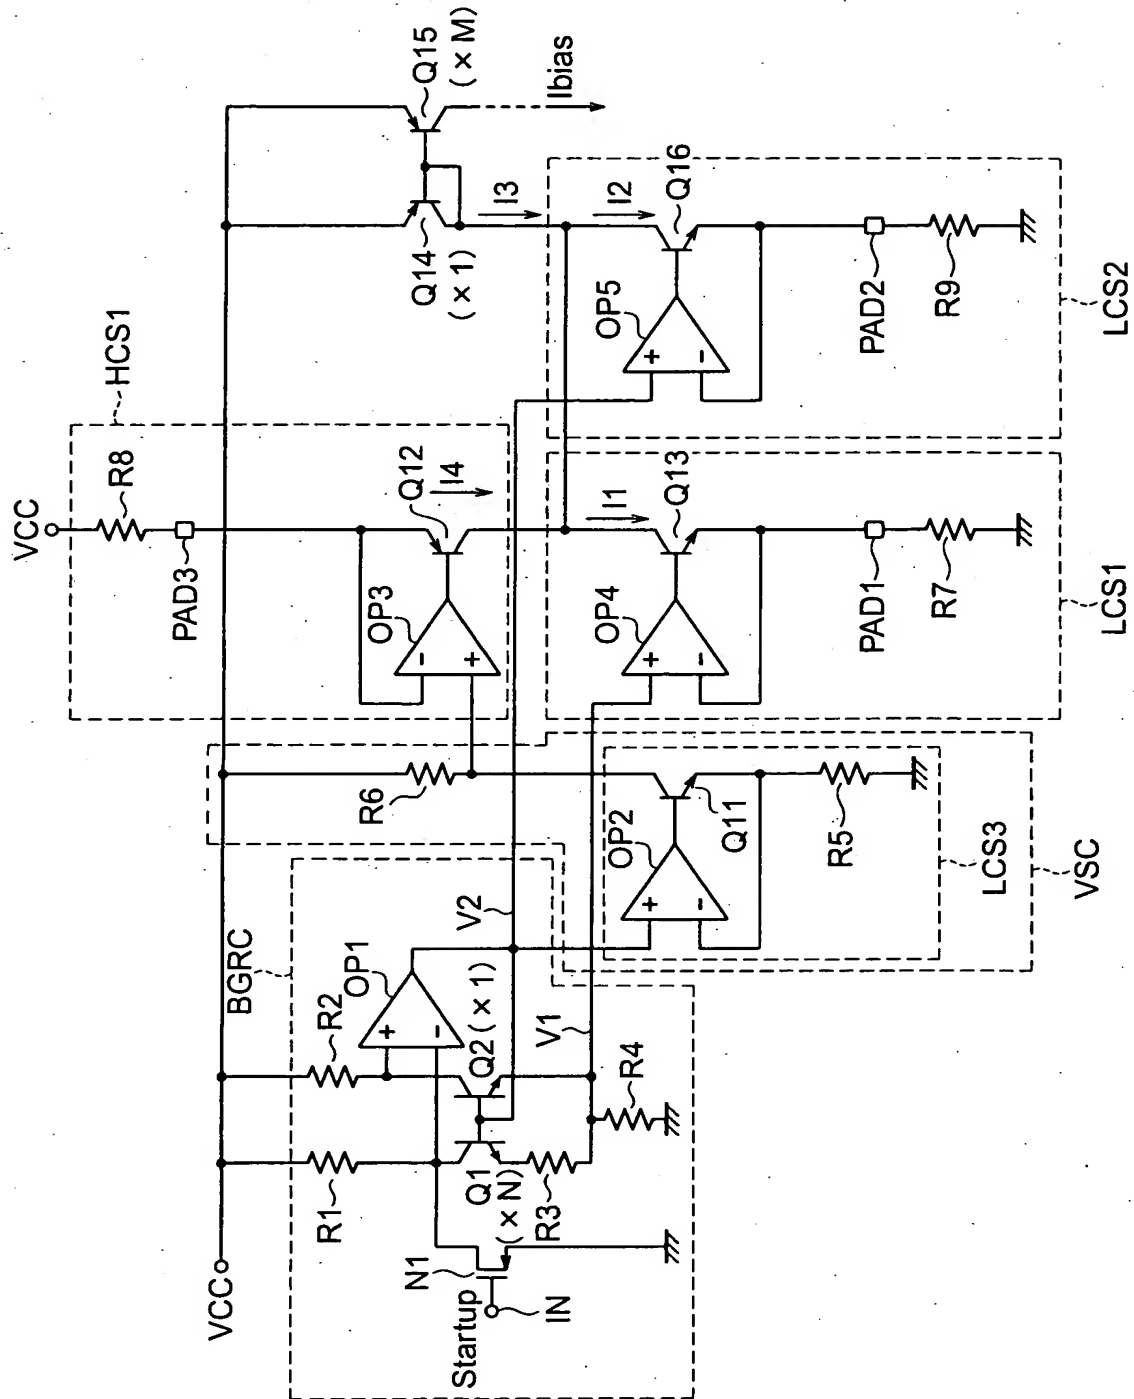 VCC
R8
HCS1
PAD3
OP3
-
+
Q12
I4
Q14
(×1)
Q15
(×M)
I3
Ibias
VCC
BGRC
R1
R2
OP1
+
-
Q1
(×N)
Q2(×1)
R3
R4
V2
V1
N1
Startup
IN
R6
OP2
+
-
Q11
R5
LCS3
VSC
OP4
+
-
I1
Q13
PAD1
R7
LCS1
OP5
+
-
I2
Q16
PAD2
R9
LCS2